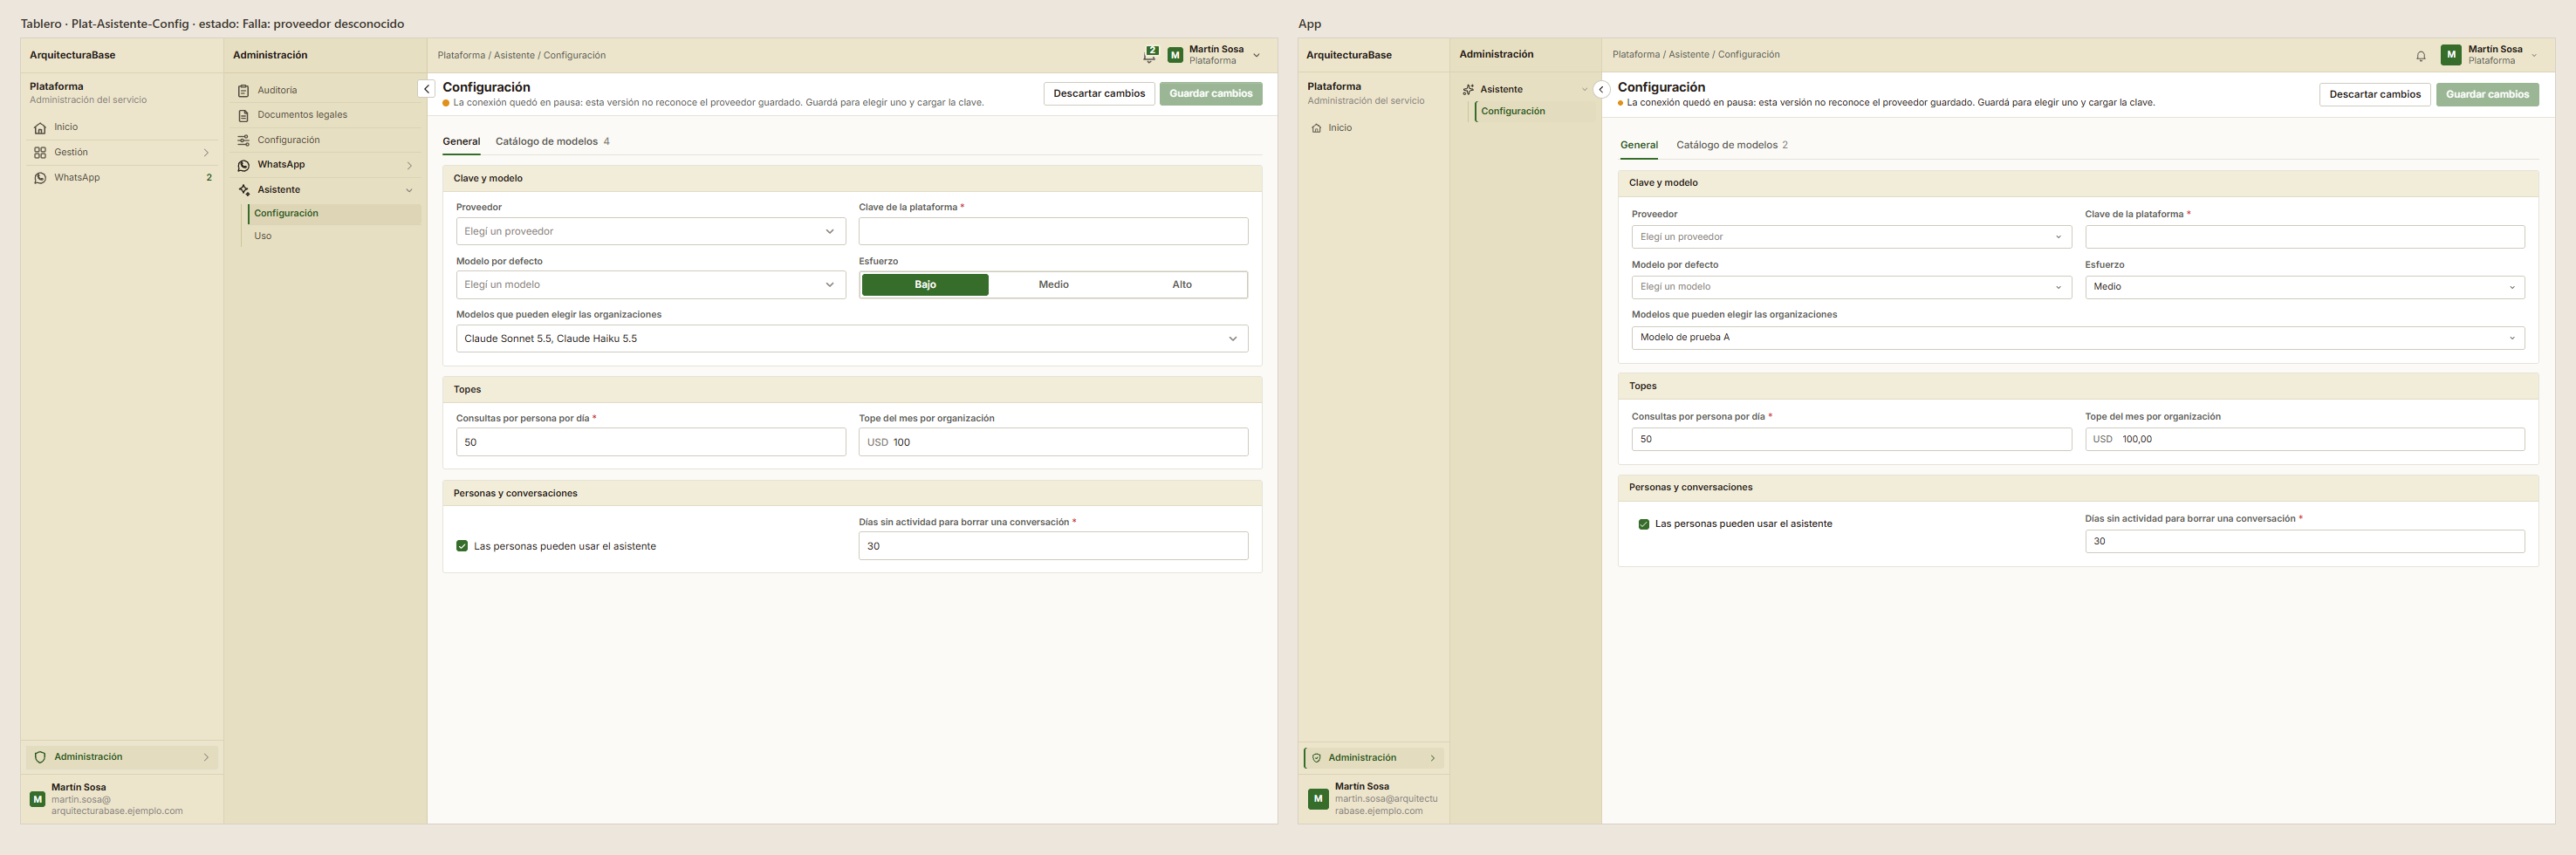 Tablero · Plat-Asistente-Config · estado: Falla: proveedor desconocido
ArquitecturaBase
Plataforma
Administración del servicio
Inicio
Gestión
WhatsApp 2
Administración
Martín Sosa
martin.sosa@
arquitecturabase.ejemplo.com
Administración
Auditoría
Documentos legales
Configuración
WhatsApp
Asistente
Configuración
Uso
Plataforma / Asistente / Configuración
2
M
Martín Sosa
Plataforma
Configuración
La conexión quedó en pausa: esta versión no reconoce el proveedor guardado. Guardá para elegir uno y cargar la clave.
Descartar cambios
Guardar cambios
General
Catálogo de modelos 4
Clave y modelo
Proveedor
Elegí un proveedor
Clave de la plataforma *
Modelo por defecto
Elegí un modelo
Esfuerzo
Bajo Medio Alto
Modelos que pueden elegir las organizaciones
Claude Sonnet 5.5, Claude Haiku 5.5
Topes
Consultas por persona por día *
50
Tope del mes por organización
USD 100
Personas y conversaciones
Las personas pueden usar el asistente
Días sin actividad para borrar una conversación *
30
M
App
ArquitecturaBase
Plataforma
Administración del servicio
Inicio
Administración
M
Martín Sosa
martin.sosa@arquitectu
rabase.ejemplo.com
Administración
Asistente
Configuración
Plataforma / Asistente / Configuración
M
Martín Sosa
Plataforma
Configuración
La conexión quedó en pausa: esta versión no reconoce el proveedor guardado. Guardá para elegir uno y cargar la clave.
Descartar cambios
Guardar cambios
General
Catálogo de modelos 2
Clave y modelo
Proveedor
Elegí un proveedor
Clave de la plataforma *
Modelo por defecto
Elegí un modelo
Esfuerzo
Medio
Modelos que pueden elegir las organizaciones
Modelo de prueba A
Topes
Consultas por persona por día *
50
Tope del mes por organización
USD 100,00
Personas y conversaciones
Las personas pueden usar el asistente
Días sin actividad para borrar una conversación *
30